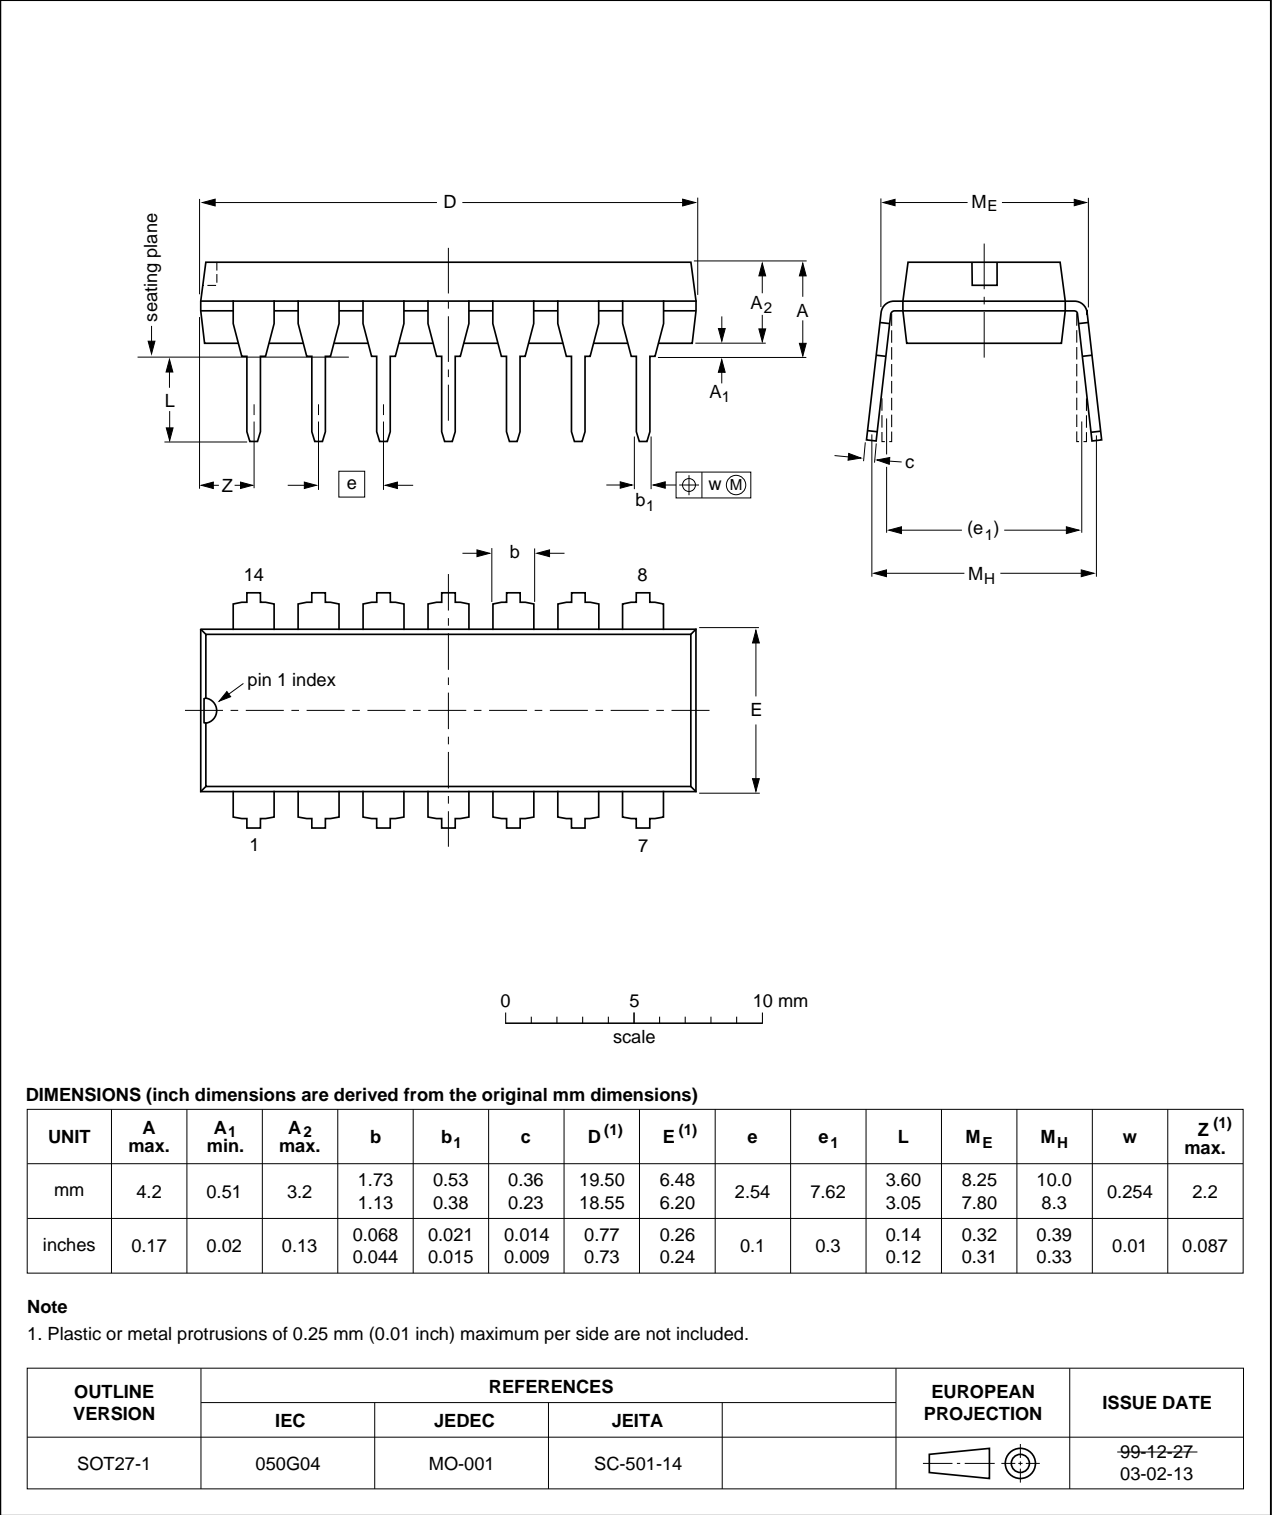 D
M E
seating plane
A 2
A
A 1
L
Z
e
b 1
w M
c
(e 1)
M H
b
14
8
pin 1 index
E
1
7
0 5 10 mm
scale
DIMENSIONS (inch dimensions are derived from the original mm dimensions)
UNIT A max. A1 min. A2 max. b b1 c D (1) E (1) e e1 L ME MH w Z (1) max.
mm 4.2 0.51 3.2 1.73 1.13 0.53 0.38 0.36 0.23 19.50 18.55 6.48 6.20 2.54 7.62 3.60 3.05 8.25 7.80 10.0 8.3 0.254 2.2
inches 0.17 0.02 0.13 0.068 0.044 0.021 0.015 0.014 0.009 0.77 0.73 0.26 0.24 0.1 0.3 0.14 0.12 0.32 0.31 0.39 0.33 0.01 0.087
Note
1. Plastic or metal protrusions of 0.25 mm (0.01 inch) maximum per side are not included.
OUTLINE VERSION REFERENCES EUROPEAN PROJECTION ISSUE DATE
IEC JEDEC JEITA
SOT27-1 050G04 MO-001 SC-501-14 99-12-27
03-02-13